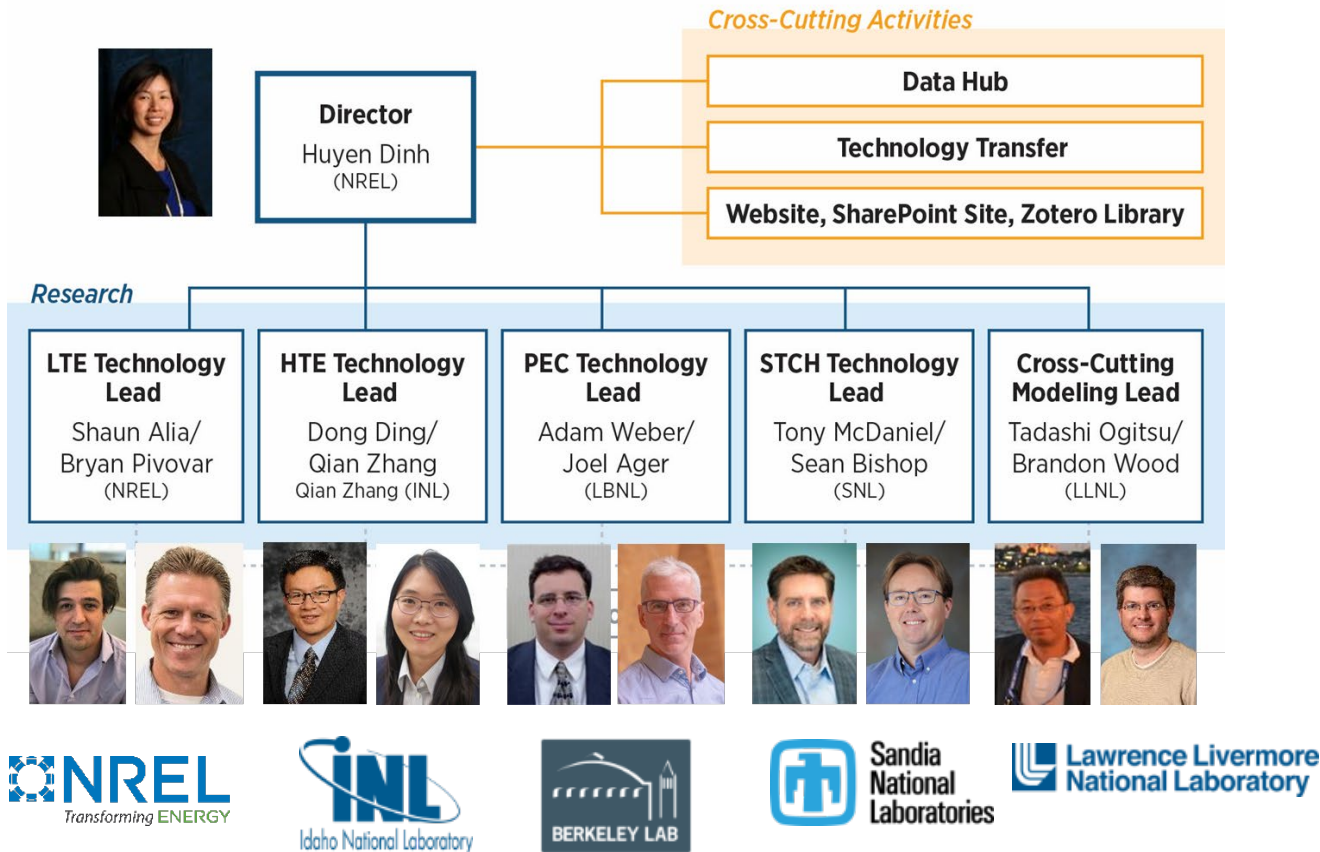 Cross-Cutting Activities
Director
Huyen Dinh
(NREL)
Data Hub
Technology Transfer
Website, SharePoint Site, Zotero Library
Research
LTE Technology
Lead
Shaun Alia/
Bryan Pivovar
(NREL)
HTE Technology
Lead
Dong Ding/
Qian Zhang
Qian Zhang (INL)
PEC Technology
Lead
Adam Weber/
Joel Ager
(LBNL)
STCH Technology
Lead
Tony McDaniel/
Sean Bishop
(SNL)
Cross-Cutting
Modeling Lead
Tadashi Ogitsu/
Brandon Wood
(LLNL)
NREL
Transforming ENERGY
INL
Idaho National Laboratory
BERKELEY LAB
Sandia
National
Laboratories
Lawrence Livermore
National Laboratory